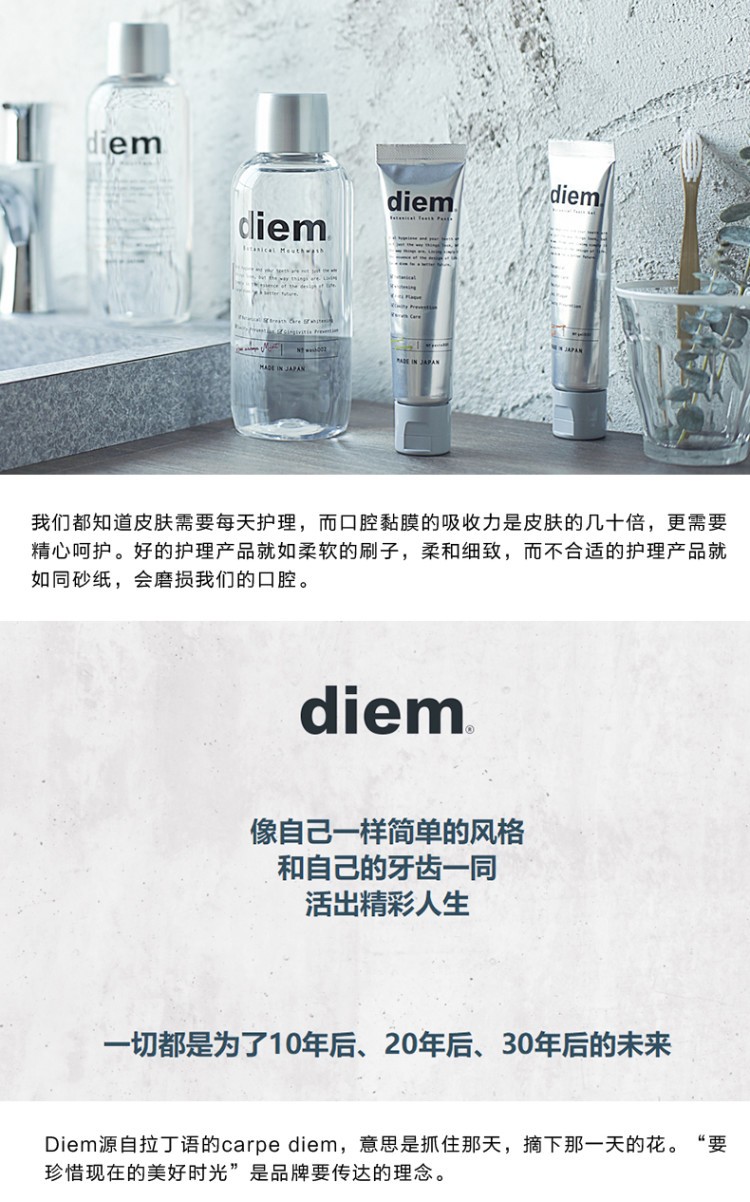 diem
diem
Botanical Mouthwash
MADE IN JAPAN
diem
Botanical Tooth Paste
Botanical
Whitening
Anti Plaque
Cavity Prevention
Breath Care
MADE IN JAPAN
diem
MADE IN JAPAN
我们都知道皮肤需要每天护理，而口腔黏膜的吸收力是皮肤的几十倍，更需要
精心呵护。好的护理产品就如柔软的刷子，柔和细致，而不合适的护理产品就
如同砂纸，会磨损我们的口腔。
diem®
像自己一样简单的风格
和自己的牙齿一同
活出精彩人生
一切都是为了10年后、20年后、30年后的未来
Diem源自拉丁语的carpe diem，意思是抓住那天，摘下那一天的花。“要
珍惜现在的美好时光”是品牌要传达的理念。